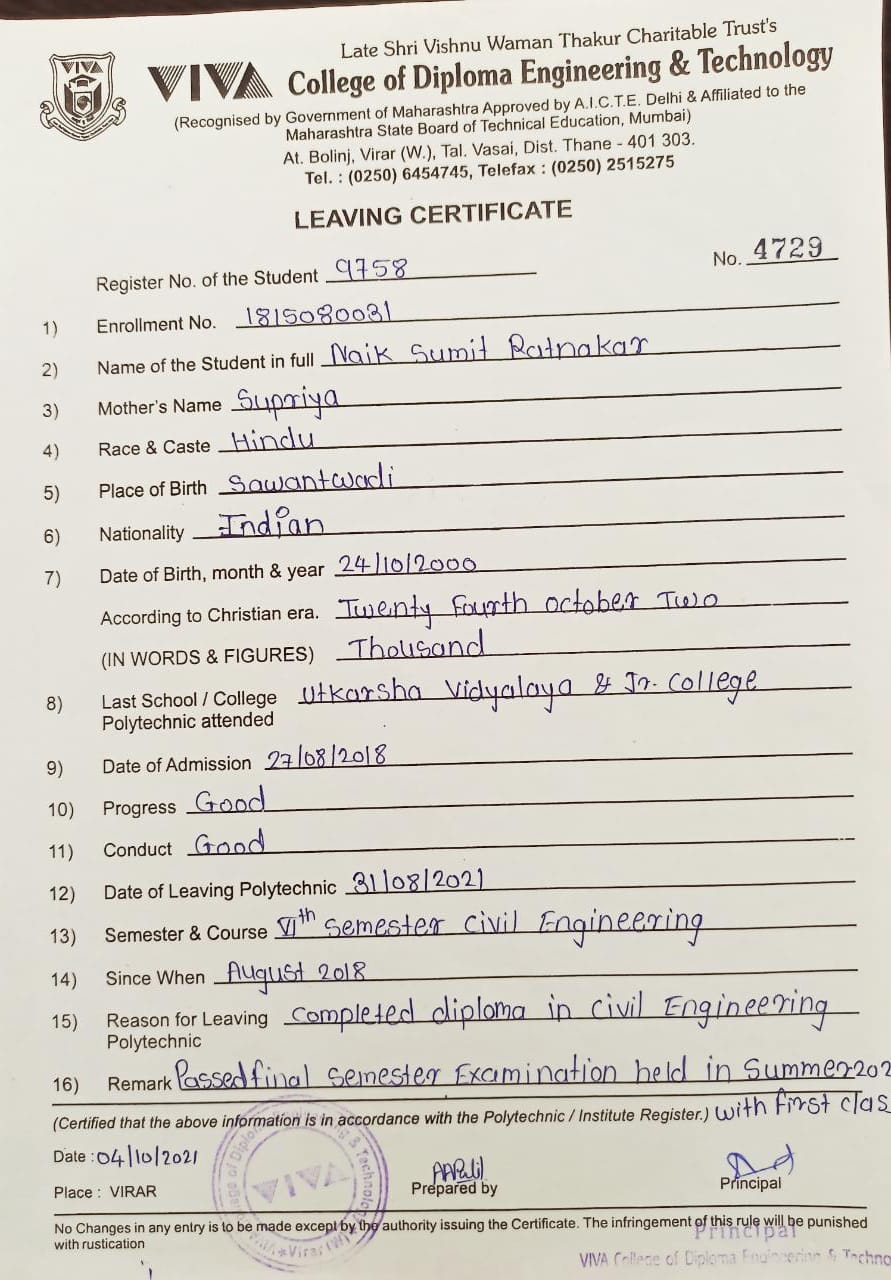 VIVA
Late Shri Vishnu Waman Thakur Charitable Trust's
VIVA College of Diploma Engineering & Technology
(Recognised by Government of Maharashtra Approved by A.I.C.T.E. Delhi & Affiliated to the
Maharashtra State Board of Technical Education, Mumbai)
At. Bolinj, Virar (W.), Tal. Vasai, Dist. Thane - 401 303.
Tel. : (0250) 6454745, Telefax : (0250) 2515275
LEAVING CERTIFICATE
Register No. of the Student 9758 No. 4729
1) Enrollment No. 1815080031
2) Name of the Student in full Naik Sumit Ratnakar
3) Mother's Name Supriya
4) Race & Caste Hindu
5) Place of Birth Sawantwadi
6) Nationality Indian
7) Date of Birth, month & year 24/10/2000
According to Christian era. Twenty Fourth october Two
(IN WORDS & FIGURES) Thousand
8) Last School / College Utkarsha Vidyalaya & Jr. College
Polytechnic attended
9) Date of Admission 27/08/2018
10) Progress Good
11) Conduct Good
12) Date of Leaving Polytechnic 31/08/2021
13) Semester & Course VIth Semester Civil Engineering
14) Since When August 2018
15) Reason for Leaving Completed diploma in Civil Engineering
Polytechnic
16) Remark Passed final Semester Examination held in Summer 202
(Certified that the above information is in accordance with the Polytechnic / Institute Register.) with first clas
Date : 04/10/2021
Place : VIRAR Prepared by Principal
No Changes in any entry is to be made except by the authority issuing the Certificate. The infringement of this rule will be punished
with rustication
Principal
VIVA College of Diploma Engineering & Techno